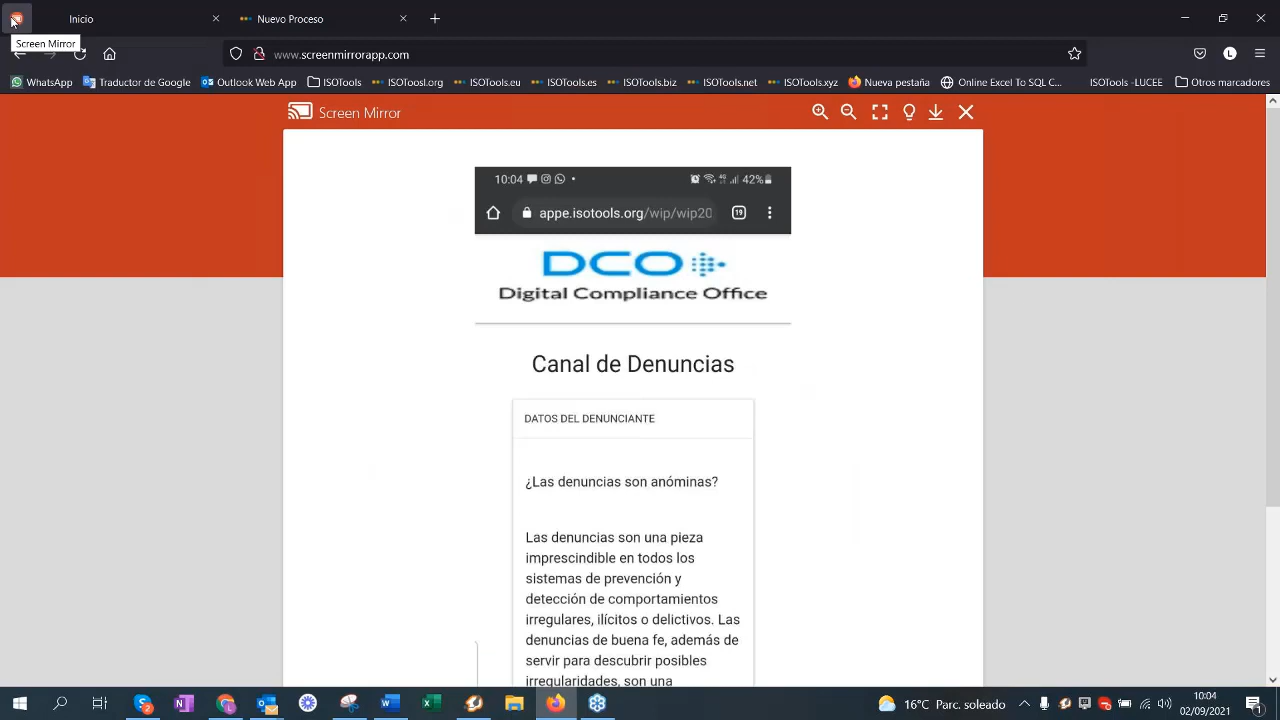 Inicio
Nuevo Proceso
Screen Mirror
www.screenmirrorapp.com
L
WhatsApp
Traductor de Google
Outlook Web App
ISOTools
ISOToosl.org
ISOTools.eu
ISOTools.es
ISOTools.biz
ISOTools.net
ISOTools.xyz
Nueva pestaña
Online Excel To SQL C...
ISOTools -LUCEE
Otros marcadores
Screen Mirror
10:04
4G
42%
appe.isotools.org/wip/wip20
19
DCO
Digital Compliance Office
Canal de Denuncias
DATOS DEL DENUNCIANTE
¿Las denuncias son anóminas?
Las denuncias son una pieza
imprescindible en todos los
sistemas de prevención y
detección de comportamientos
irregulares, ilícitos o delictivos. Las
denuncias de buena fe, además de
servir para descubrir posibles
irregularidades, son una
16°C Parc. soleado
10:04
02/09/2021